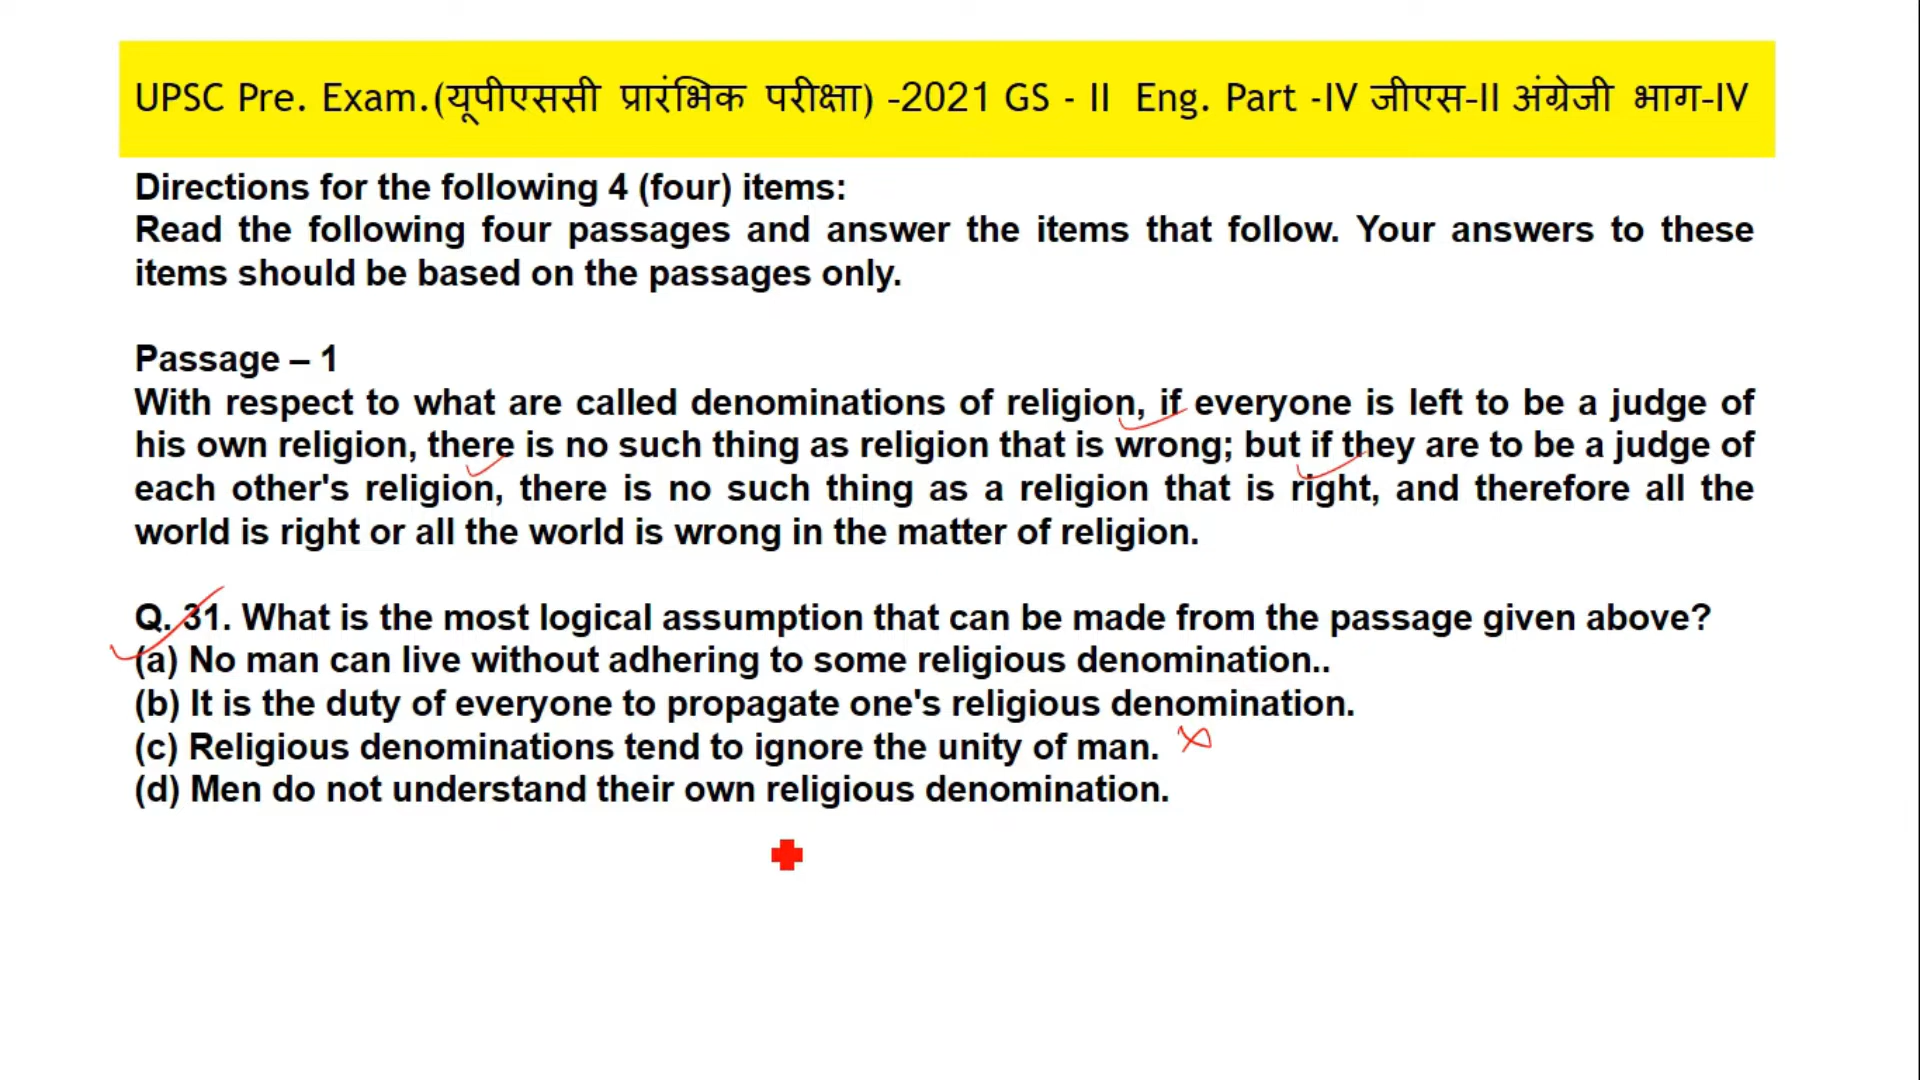 UPSC Pre. Exam.(यूपीएससी प्रारंभिक परीक्षा) -2021 GS - II Eng. Part -IV जीएस-II अंग्रेजी भाग-IV
Directions for the following 4 (four) items:
Read the following four passages and answer the items that follow. Your answers to these
items should be based on the passages only.
Passage – 1
With respect to what are called denominations of religion, if everyone is left to be a judge of
his own religion, there is no such thing as religion that is wrong; but if they are to be a judge of
each other's religion, there is no such thing as a religion that is right, and therefore all the
world is right or all the world is wrong in the matter of religion.
Q. 31. What is the most logical assumption that can be made from the passage given above?
(a) No man can live without adhering to some religious denomination..
(b) It is the duty of everyone to propagate one's religious denomination.
(c) Religious denominations tend to ignore the unity of man.
(d) Men do not understand their own religious denomination.